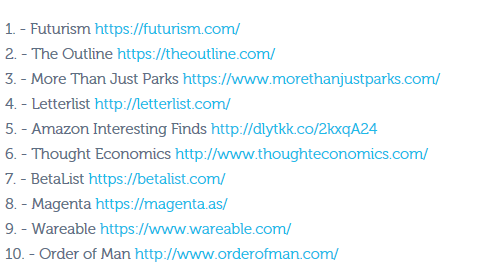 1. - Futurism https://futurism.com/
2. - The Outline https://theoutline.com/
3. - More Than Just Parks https://www.morethanjustparks.com/
4. - Letterlist http://letterlist.com/
5. - Amazon Interesting Finds http://dlytkk.co/2kxqA24
6. - Thought Economics http://www.thoughteconomics.com/
7. - BetaList https://betalist.com/
8. - Magenta https://magenta.as/
9. - Wareable https://www.wareable.com/
10. - Order of Man http://www.orderofman.com/